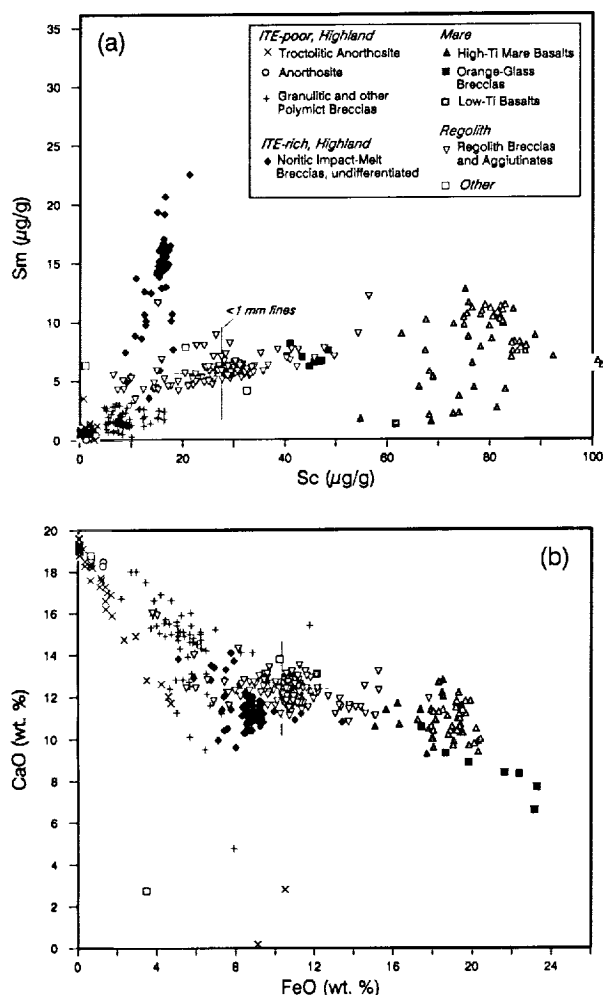 (a)
35
30
25
20
15
10
5
0
Sm (µg/g)
0
20
40
60
80
100
Sc (µg/g)
<1 mm fines
ITE-poor, Highland
Troctolitic Anorthosite
Anorthosite
Granulitic and other
Polymict Breccias
ITE-rich, Highland
Noritic Impact-Melt
Breccias, undifferentiated
Mare
High-Ti Mare Basalts
Orange-Glass
Breccias
Low-Ti Basalts
Regolith
Regolith Breccias
and Agglutinates
Other
(b)
20
18
16
14
12
10
8
6
4
2
0
CaO (wt. %)
0
4
8
12
16
20
24
FeO (wt. %)